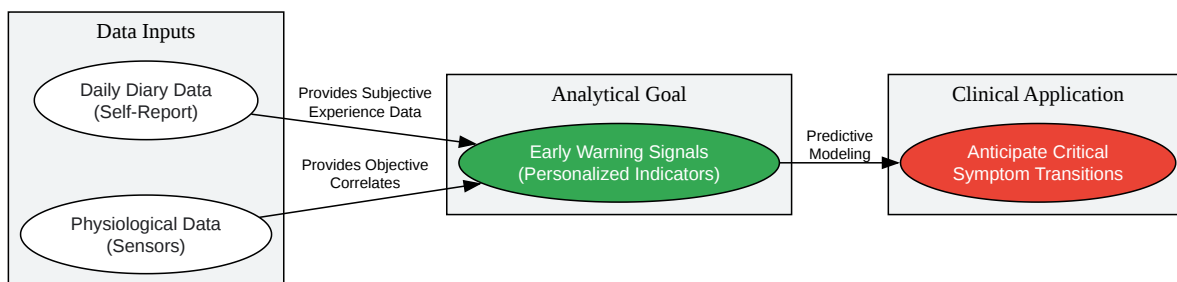 Data Inputs
Daily Diary Data
(Self-Report)
Physiological Data
(Sensors)
Provides Subjective
Experience Data
Provides Objective
Correlates
Analytical Goal
Early Warning Signals
(Personalized Indicators)
Predictive
Modeling
Clinical Application
Anticipate Critical
Symptom Transitions